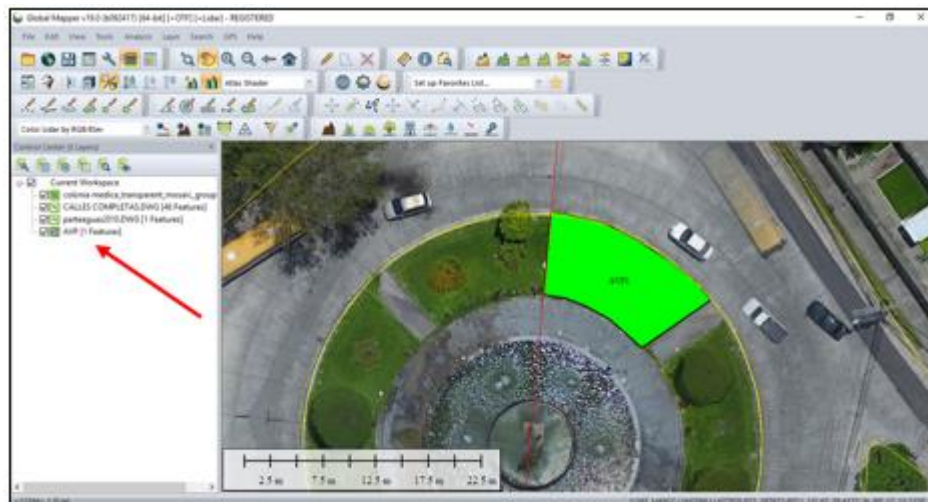 Global Mapper v19.0 (b092417) [64-bit] [+OTF] [+Lidar] - REGISTERED
File Edit View Tools Analysis Layer Search GPS Help
Atlas Shader
Set up Favorites List...
Color Lidar by RGB/Elev
Control Center (4 Layers)
Current Workspace
colonia medica_transparent_mosaic_group
CALLES COMPLETAS.DWG [46 Features]
parteaguas2010.DWG [1 Features]
AVP [1 Features]
2.5 m 7.5 m 12.5 m 17.5 m 22.5 m